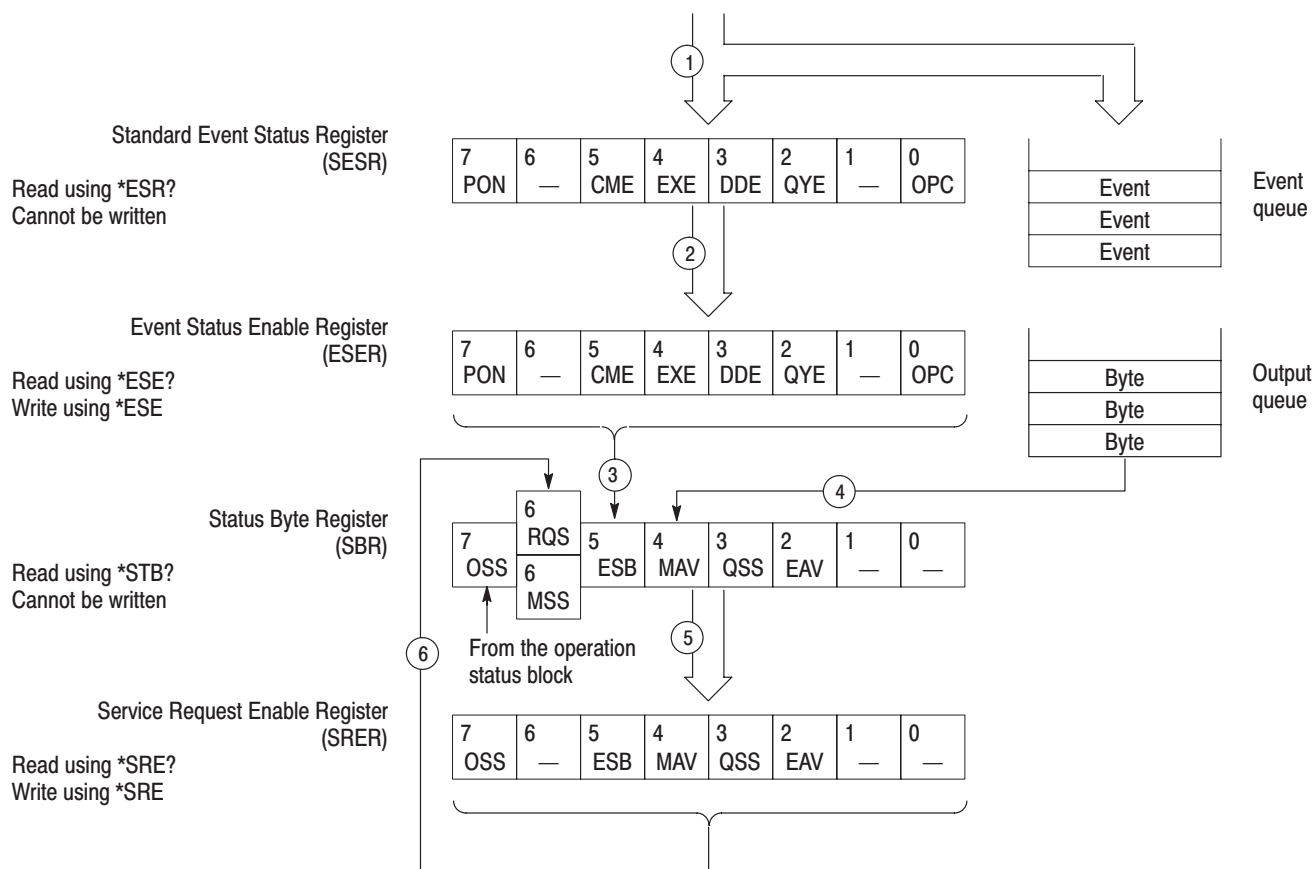 1
Standard Event Status Register
(SESR)
Read using *ESR?
Cannot be written
7 6 5 4 3 2 1 0
PON — CME EXE DDE QYE — OPC
Event
Event
Event
Event
queue
2
Event Status Enable Register
(ESER)
Read using *ESE?
Write using *ESE
7 6 5 4 3 2 1 0
PON — CME EXE DDE QYE — OPC
Byte
Byte
Byte
Output
queue
3
4
Status Byte Register
(SBR)
Read using *STB?
Cannot be written
6
RQS
7 5 4 3 2 1 0
OSS ESB MAV QSS EAV — —
6
MSS
From the operation
status block
5
6
Service Request Enable Register
(SRER)
Read using *SRE?
Write using *SRE
7 6 5 4 3 2 1 0
OSS — ESB MAV QSS EAV — —